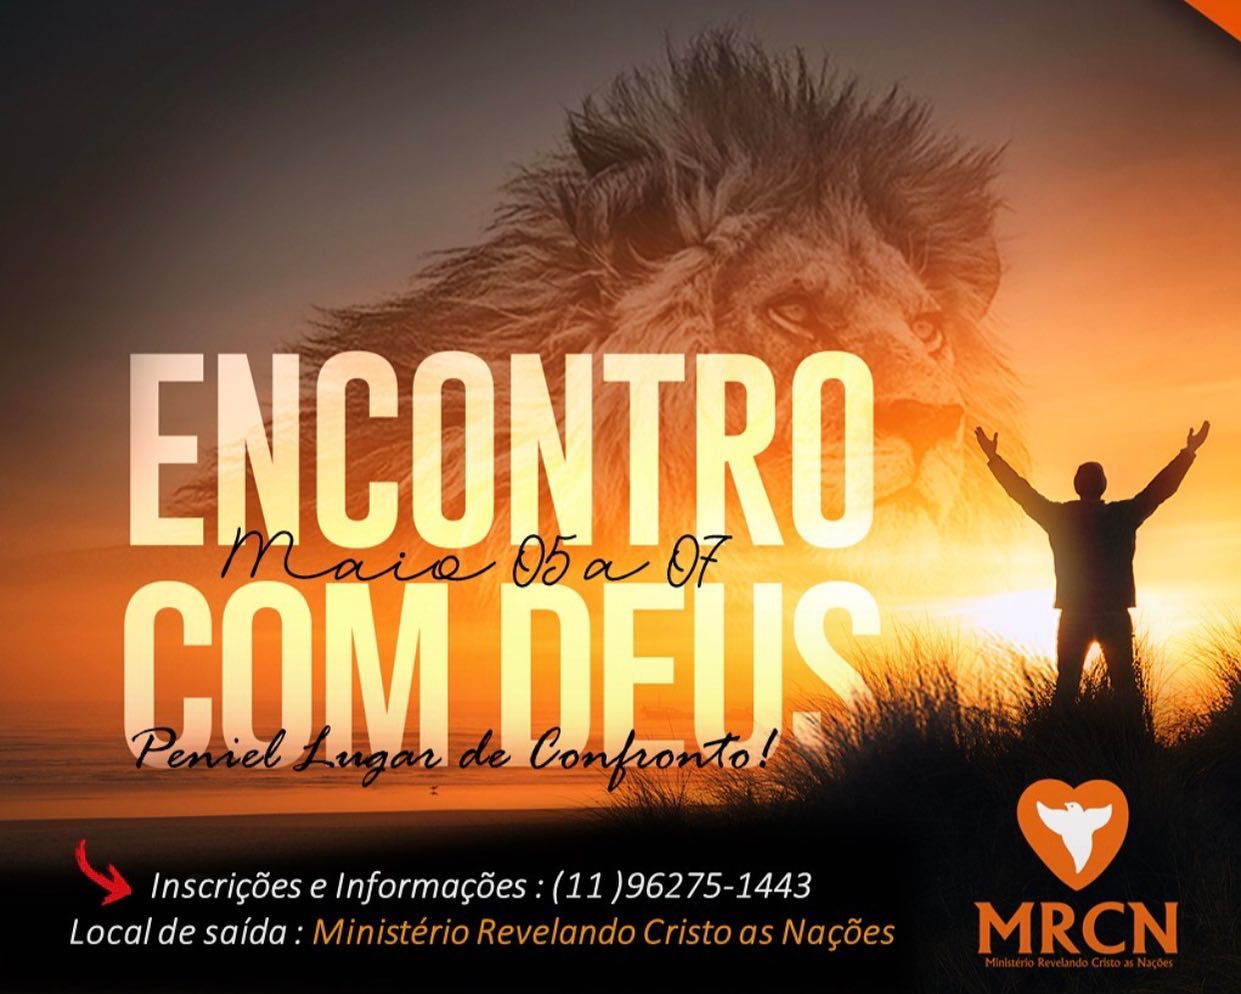 ENCONTRO
Maio 05 a 07
COM DEUS
Peniel Lugar de Confronto!
Inscrições e Informações : (11 )96275-1443
Local de saída : Ministério Revelando Cristo as Nações
MRCN
Ministério Revelando Cristo as Nações